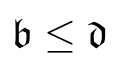 𝔟 ≤ 𝔡